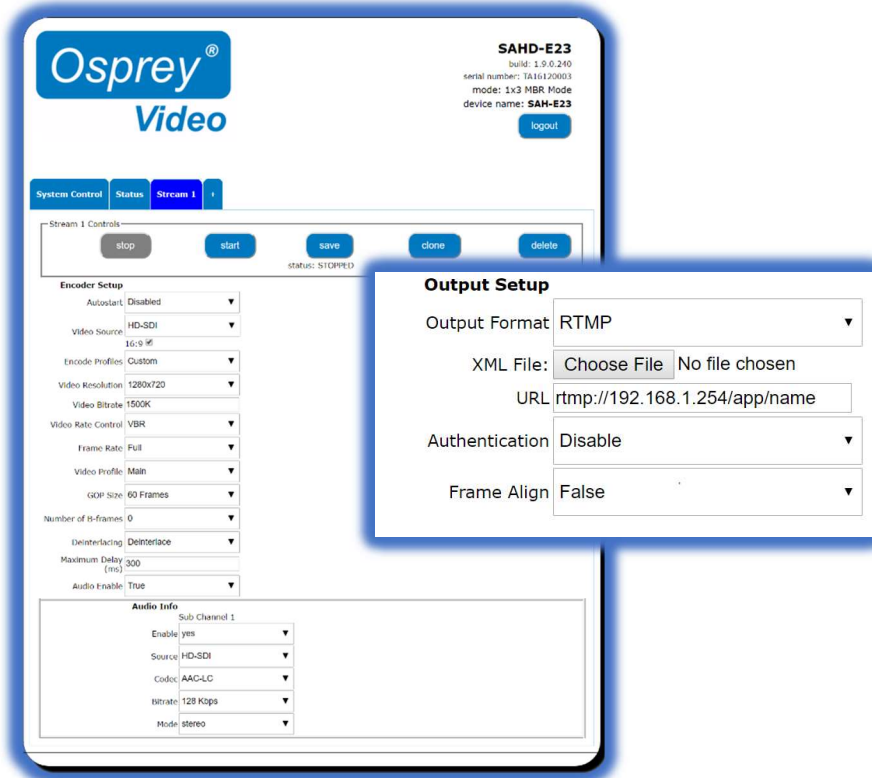 Osprey®
Video
SAHD-E23
build: 1.9.0.240
serial number: TA16120003
mode: 1x3 MBR Mode
device name: SAH-E23
logout
System Control Status Stream 1 +
Stream 1 Controls
stop start save clone delete
status: STOPPED
Encoder Setup
Autostart Disabled
Video Source HD-SDI
16:9
Encode Profiles Custom
Video Resolution 1280x720
Video Bitrate 1500K
Video Rate Control VBR
Frame Rate Full
Video Profile Main
GOP Size 60 Frames
Number of B-frames 0
Deinterlacing Deinterlace
Maximum Delay
(ms) 300
Audio Enable True
Audio Info
Sub Channel 1
Enable yes
Source HD-SDI
Codec AAC-LC
Bitrate 128 Kbps
Mode stereo
Output Setup
Output Format RTMP
XML File: Choose File No file chosen
URL rtmp://192.168.1.254/app/name
Authentication Disable
Frame Align False